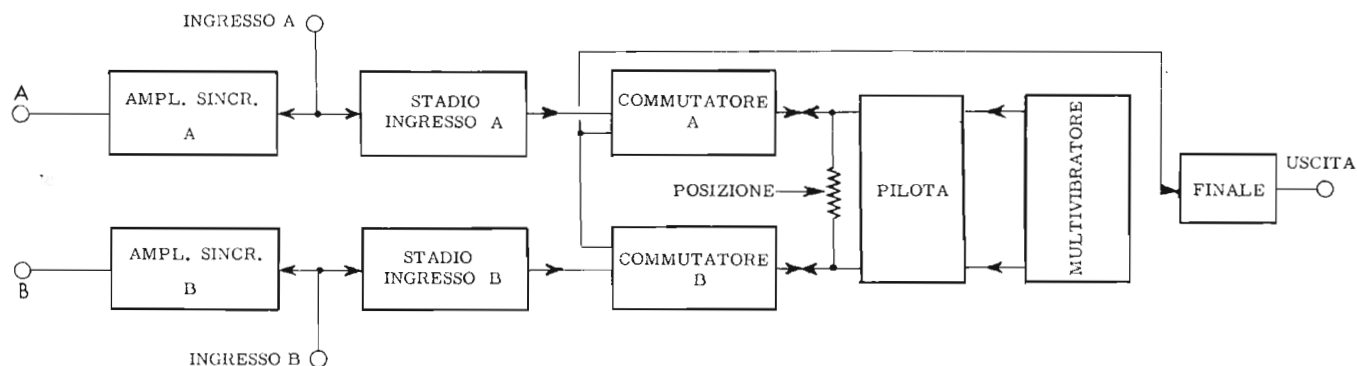 INGRESSO A
A
AMPL. SINCR.
A
STADIO
INGRESSO A
COMMUTATORE
A
POSIZIONE
PILOTA
MULTIVIBRATORE
USCITA
FINALE
B
AMPL. SINCR.
B
STADIO
INGRESSO B
COMMUTATORE
B
INGRESSO B